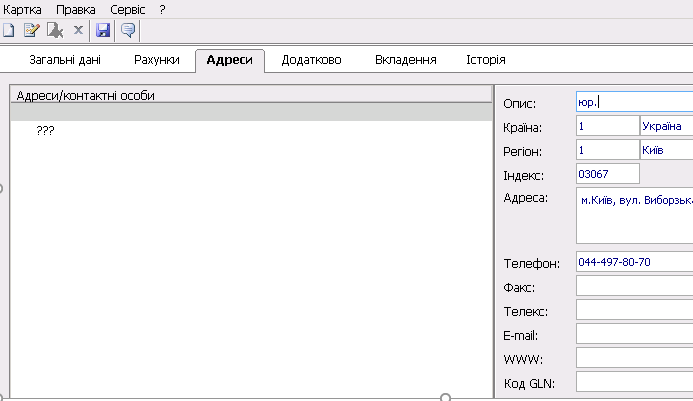 Картка Правка Сервіс ?
Загальні дані Рахунки Адреси Додатково Вкладення Історія
Адреси/контактні особи
???
Опис: юр.
Країна: 1 Україна
Регіон: 1 Київ
Індекс: 03067
Адреса: м.Київ, вул. Виборзьк
Телефон: 044-497-80-70
Факс:
Телекс:
E-mail:
WWW:
Код GLN: